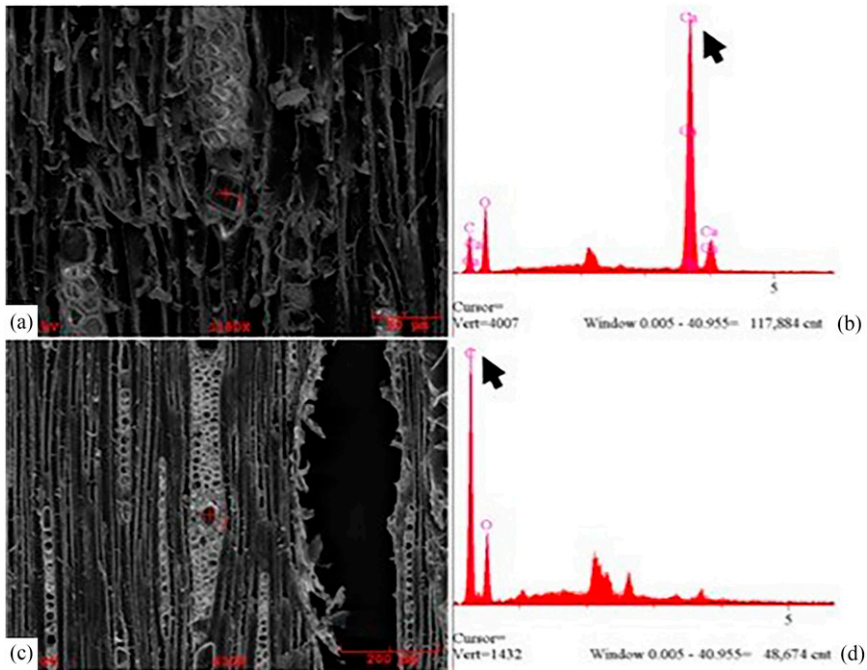 Ca
Ca
O
C
Ca
Ca
Ca
5
Cursor=
Vert=4007 Window 0.005 - 40.955= 117,884 cnt
(a)
(b)
C
O
5
Cursor=
Vert=1432 Window 0.005 - 40.955= 48,674 cnt
(c)
200
(d)